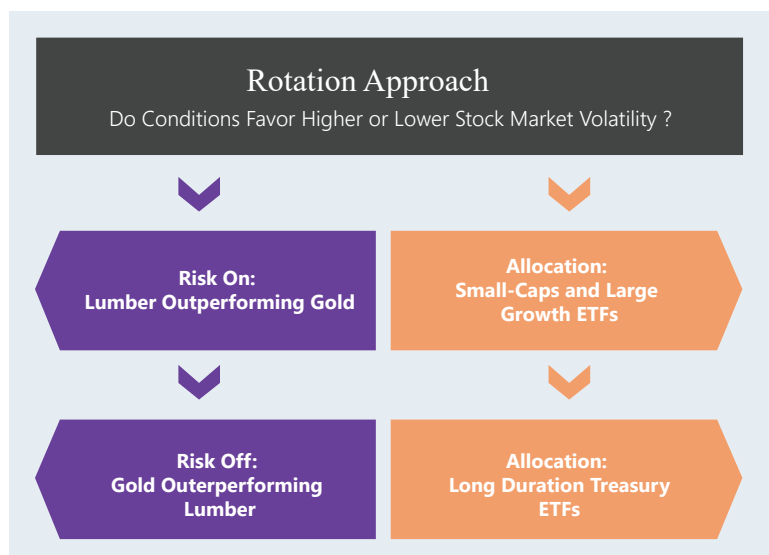 Rotation Approach
Do Conditions Favor Higher or Lower Stock Market Volatility ?
Risk On:
Lumber Outperforming Gold
Allocation:
Small-Caps and Large
Growth ETFs
Risk Off:
Gold Outerperforming
Lumber
Allocation:
Long Duration Treasury
ETFs